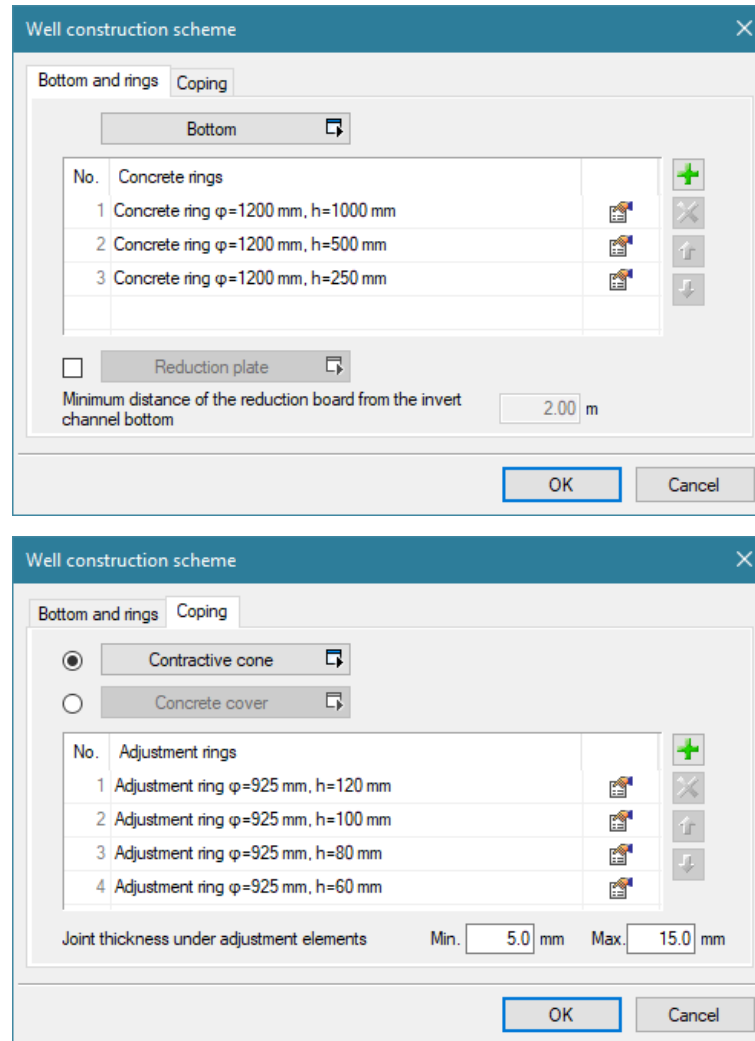 Well construction scheme
Bottom and rings Coping
Bottom
No. Concrete rings
1 Concrete ring φ=1200 mm, h=1000 mm
2 Concrete ring φ=1200 mm, h=500 mm
3 Concrete ring φ=1200 mm, h=250 mm
Reduction plate
Minimum distance of the reduction board from the invert
channel bottom 2.00 m
OK Cancel
Well construction scheme
Bottom and rings Coping
Contractive cone
Concrete cover
No. Adjustment rings
1 Adjustment ring φ=925 mm, h=120 mm
2 Adjustment ring φ=925 mm, h=100 mm
3 Adjustment ring φ=925 mm, h=80 mm
4 Adjustment ring φ=925 mm, h=60 mm
Joint thickness under adjustment elements Min. 5.0 mm Max. 15.0 mm
OK Cancel